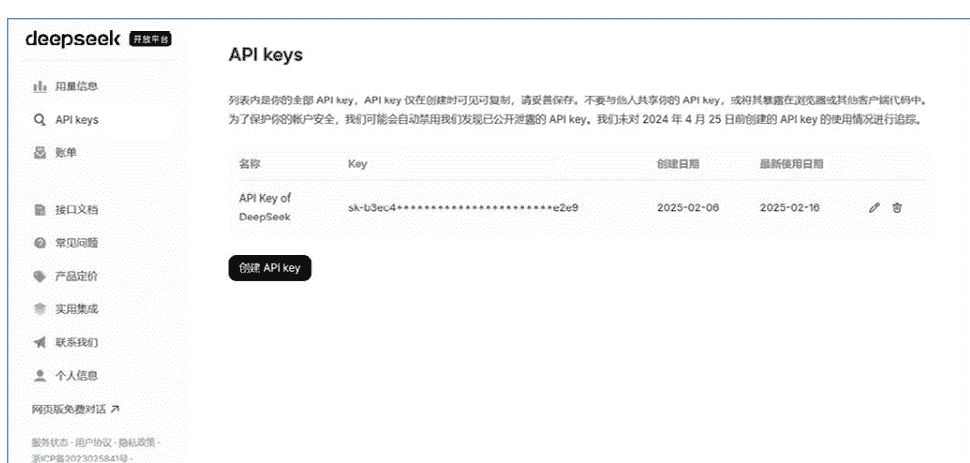 deepseek 开放平台
用量信息
API keys
账单
接口文档
常见问题
产品定价
实用集成
联系我们
个人信息
网页版免费对话
服务状态 · 用户协议 · 隐私政策 ·
浙ICP备2023025841号 ·
API keys
列表内是你的全部 API key，API key 仅在创建时可见可复制，请妥善保存。不要与他人共享你的 API key，或将其暴露在浏览器或其他客户端代码中。
为了保护你的帐户安全，我们可能会自动禁用我们发现已公开泄露的 API key。我们未对 2024 年 4 月 25 日前创建的 API key 的使用情况进行追踪。
名称 Key 创建日期 最新使用日期
API Key of
DeepSeek
sk-b3ec4************************e2e9 2025-02-06 2025-02-16
创建 API key